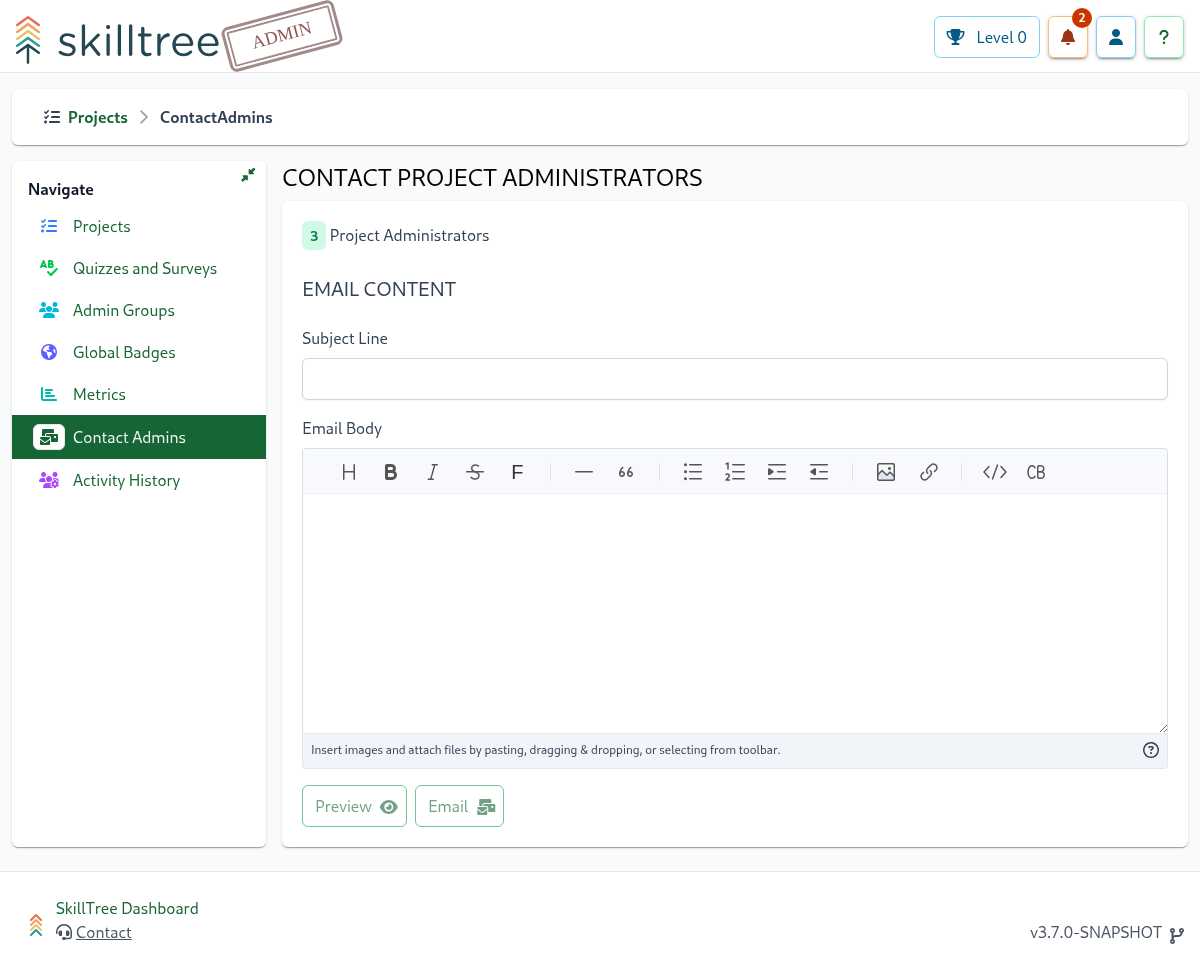 skilltree
ADMIN
Level 0
2
?
Projects
ContactAdmins
Navigate
Projects
Quizzes and Surveys
Admin Groups
Global Badges
Metrics
Contact Admins
Activity History
CONTACT PROJECT ADMINISTRATORS
3 Project Administrators
EMAIL CONTENT
Subject Line
Email Body
H B I S F — 66 </> CB
Insert images and attach files by pasting, dragging & dropping, or selecting from toolbar.
Preview
Email
SkillTree Dashboard
Contact
v3.7.0-SNAPSHOT